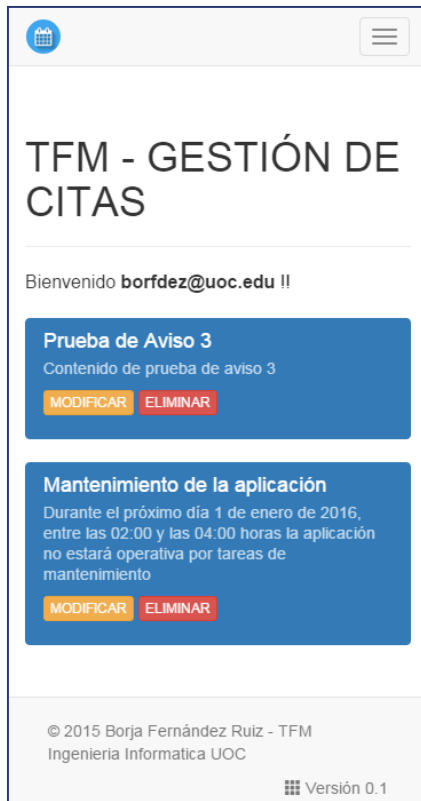 TFM - GESTIÓN DE
CITAS
Bienvenido borfdez@uoc.edu !!
Prueba de Aviso 3
Contenido de prueba de aviso 3
MODIFICAR ELIMINAR
Mantenimiento de la aplicación
Durante el próximo día 1 de enero de 2016,
entre las 02:00 y las 04:00 horas la aplicación
no estará operativa por tareas de
mantenimiento
MODIFICAR ELIMINAR
© 2015 Borja Fernández Ruiz - TFM
Ingenieria Informatica UOC
Versión 0.1